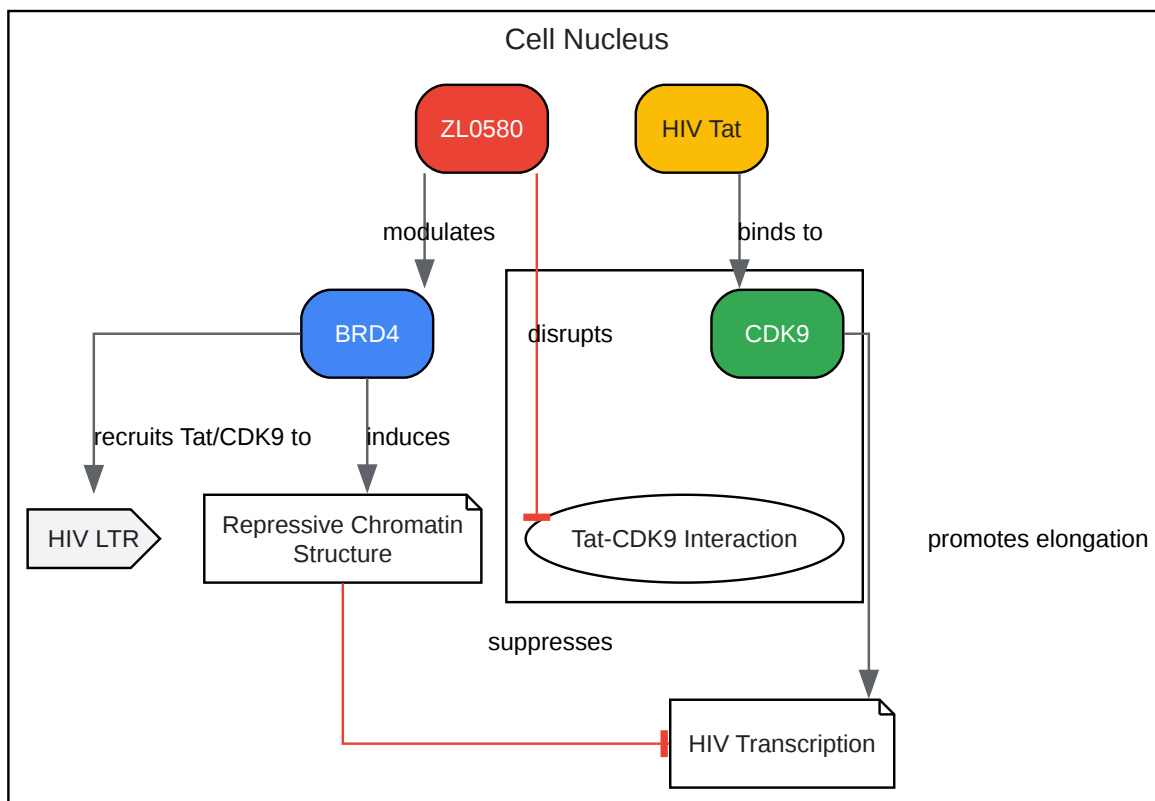 Cell Nucleus
ZL0580
HIV Tat
modulates
binds to
BRD4
disrupts
CDK9
recruits Tat/CDK9 to
induces
HIV LTR
Repressive Chromatin
Structure
Tat-CDK9 Interaction
promotes elongation
suppresses
HIV Transcription